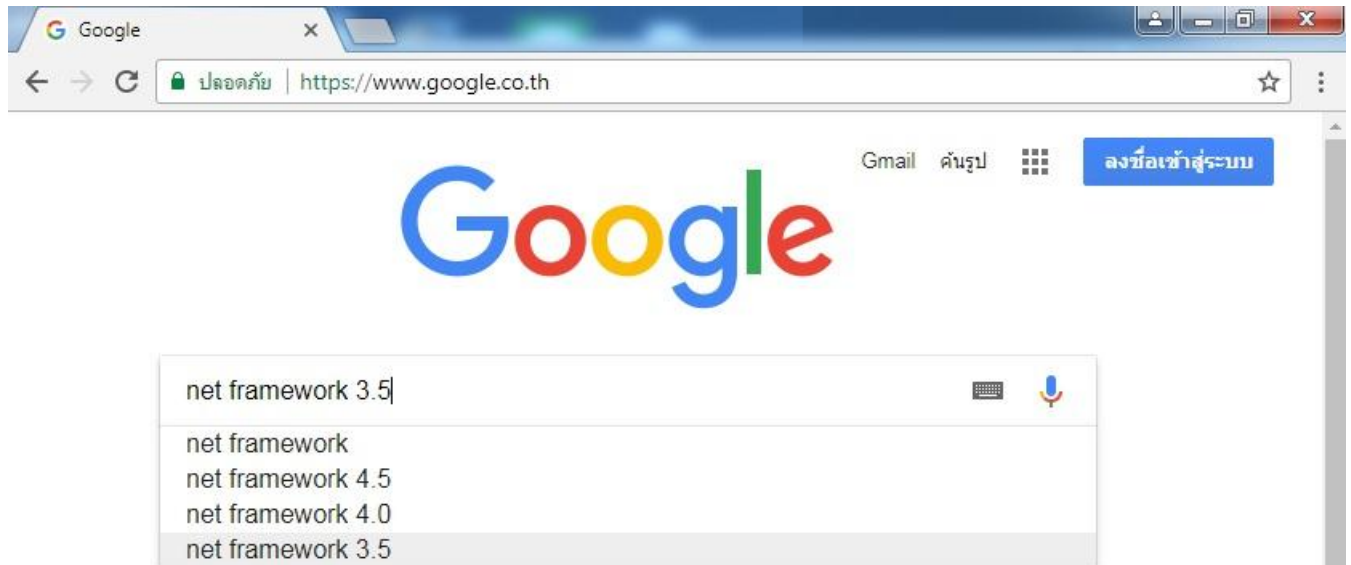 Google
ปลอดภัย | https://www.google.co.th
Gmail ค้นรูป ลงชื่อเข้าสู่ระบบ
Google
net framework 3.5
net framework
net framework 4.5
net framework 4.0
net framework 3.5